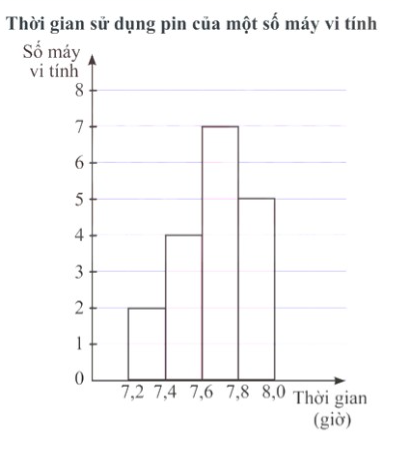 Thời gian sử dụng pin của một số máy vi tính
Số máy
vi tính
8
7
6
5
4
3
2
1
0
7,2 7,4 7,6 7,8 8,0 Thời gian
(giờ)